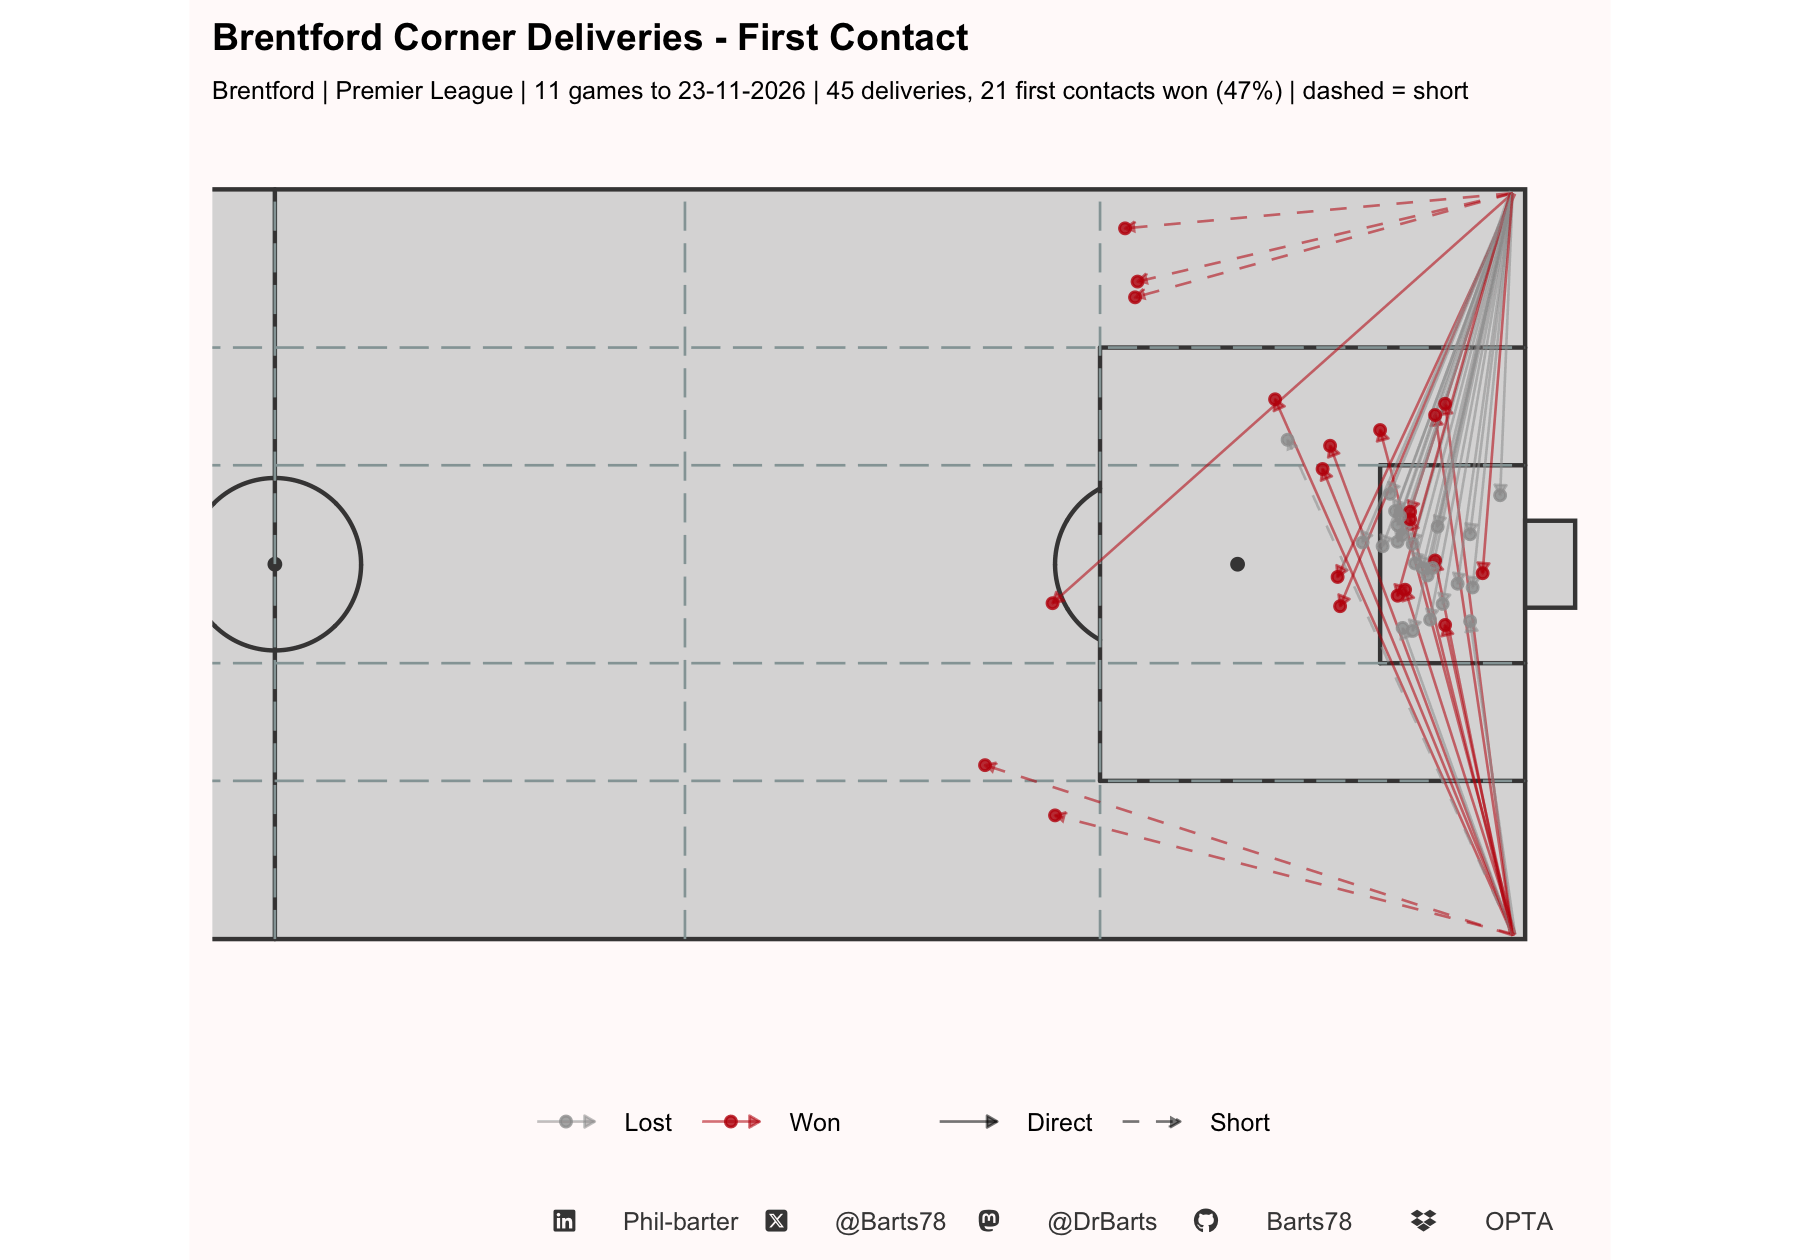 Brentford Corner Deliveries - First Contact
Brentford | Premier League | 11 games to 23-11-2026 | 45 deliveries, 21 first contacts won (47%) | dashed = short
Lost Won Direct Short
Phil-barter @Barts78 @DrBarts Barts78 OPTA